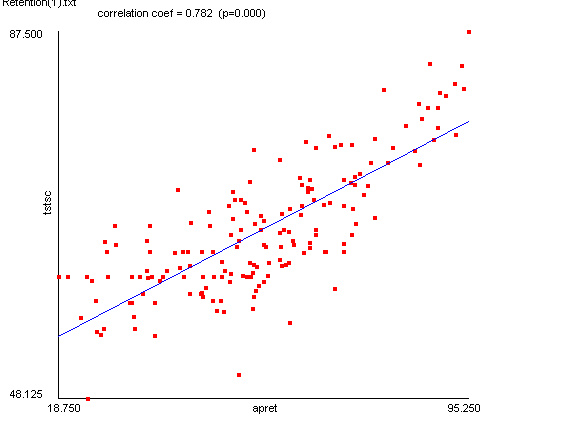 Retention(1).txt
correlation coef = 0.782 (p=0.000)
87.500
tstsc
48.125
18.750 apret 95.250